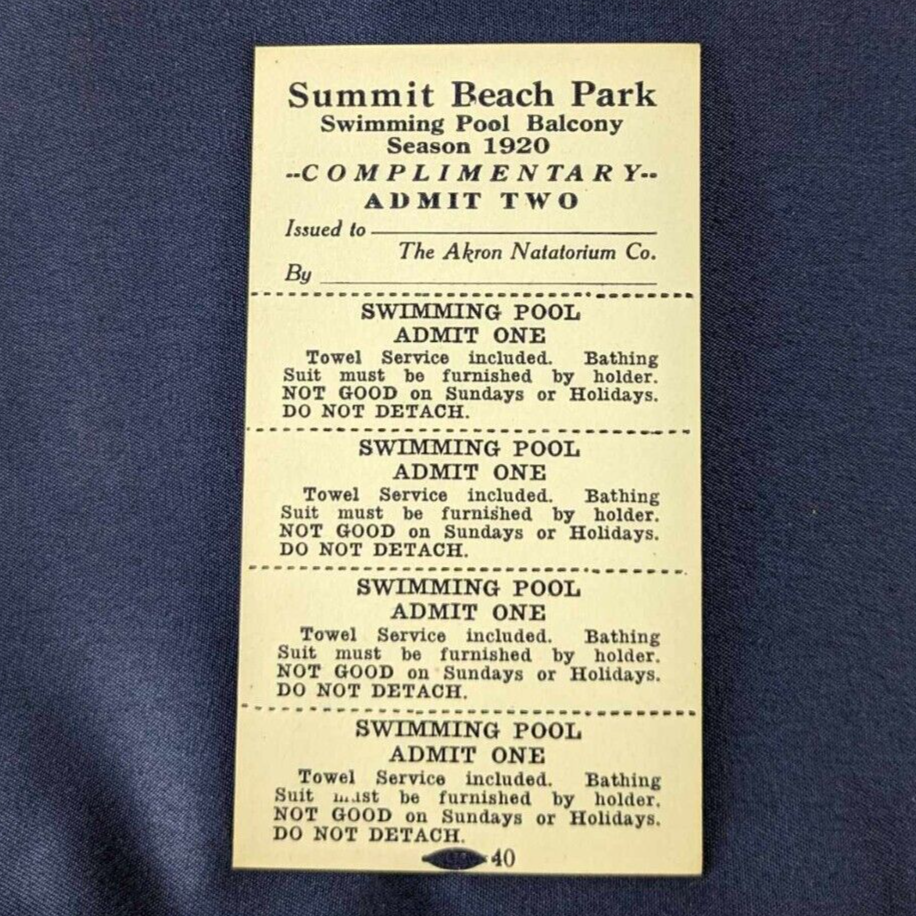 Summit Beach Park
Swimming Pool Balcony
Season 1920
--COMPLIMENTARY--
ADMIT TWO
Issued to
The Akron Natatorium Co.
By
SWIMMING POOL
ADMIT ONE
Towel Service included. Bathing
Suit must be furnished by holder.
NOT GOOD on Sundays or Holidays.
DO NOT DETACH.
SWIMMING POOL
ADMIT ONE
Towel Service included. Bathing
Suit must be furnished by holder.
NOT GOOD on Sundays or Holidays.
DO NOT DETACH.
SWIMMING POOL
ADMIT ONE
Towel Service included. Bathing
Suit must be furnished by holder.
NOT GOOD on Sundays or Holidays.
DO NOT DETACH.
SWIMMING POOL
ADMIT ONE
Towel Service included. Bathing
Suit must be furnished by holder.
NOT GOOD on Sundays or Holidays.
DO NOT DETACH.
40